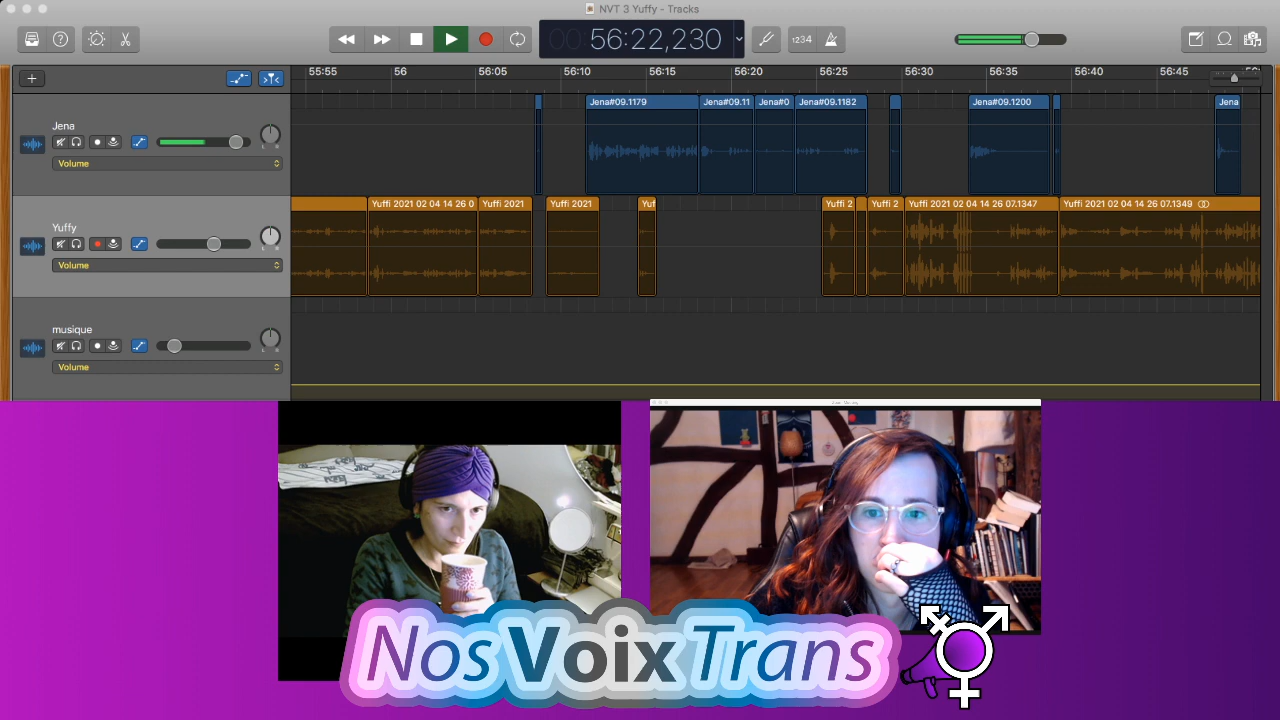 NVT 3 Yuffy - Tracks
00:56:22,230
1234
55:55 56 56:05 56:10 56:15 56:20 56:25 56:30 56:35 56:40 56:45
Jena
Volume
Jena#09.1179 Jena#09.11 Jena#0 Jena#09.1182 Jena#09.1200 Jena
Yuffy
Volume
Yuffi 2021 02 04 14 26 0 Yuffi 2021 Yuffi 2021 Yuf Yuffi 2 Yuffi 2 Yuffi 2021 02 04 14 26 07.1347 Yuffi 2021 02 04 14 26 07.1349
musique
Volume
Nos Voix Trans